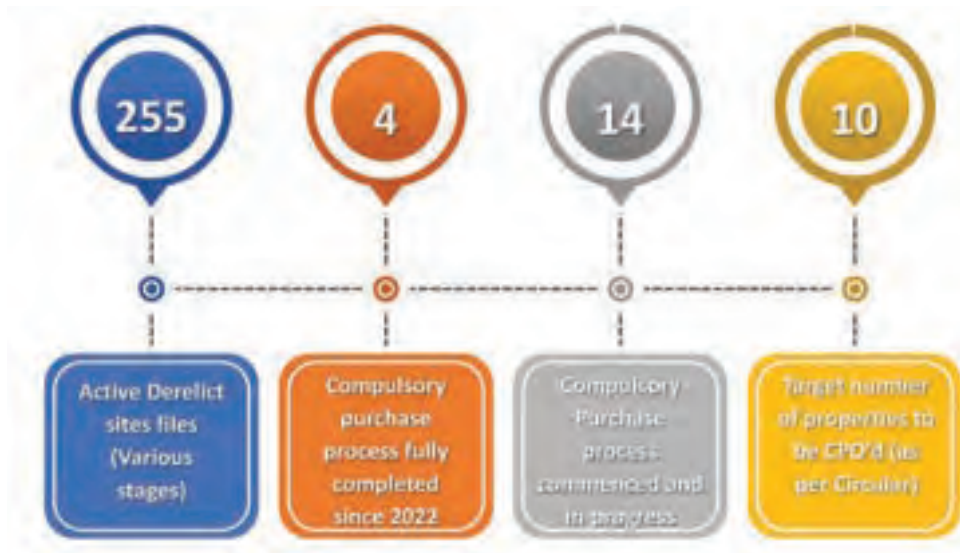 255
4
14
10
Active Derelict
sites files
(Various
stages)
Compulsory
purchase
process fully
completed
since 2022
Compulsory
Purchase
process
commenced and
in progress
Target number
of properties to
be CPO'd (as
per Circular)